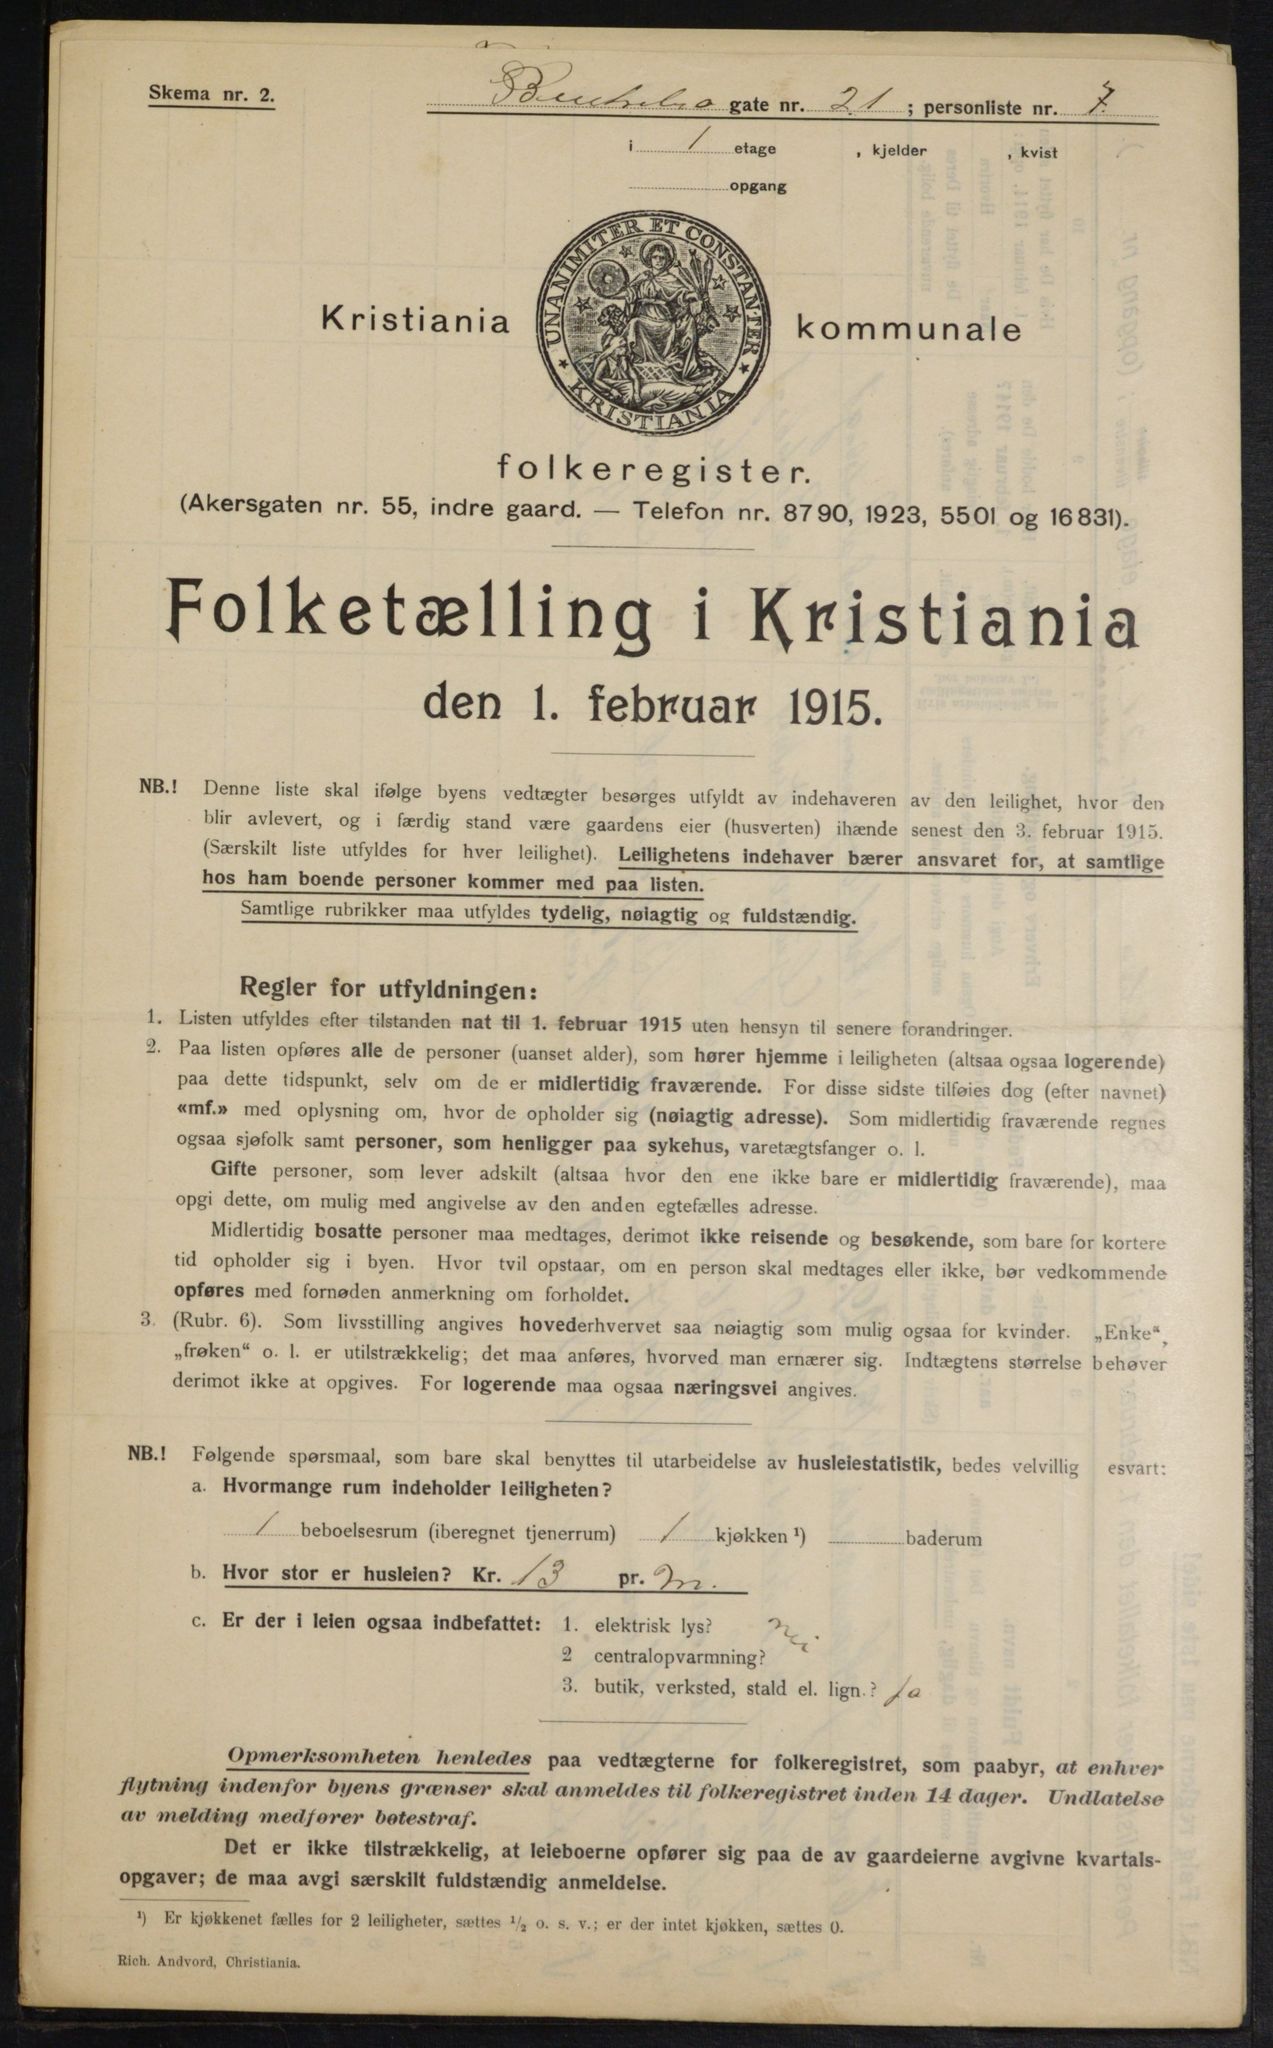 Skema nr. 2.
Bentsebro gate nr. 21 ; personliste nr. 7.
i 1 etage , kjelder , kvist
opgang
UNANIMITER ET CONSTANTER
KRISTIANIA
Kristiania kommunale
folkeregister.
(Akersgaten nr. 55, indre gaard. — Telefon nr. 8790, 1923, 5501 og 16831).
Folketælling i Kristiania
den 1. februar 1915.
NB.! Denne liste skal ifølge byens vedtægter besørges utfyldt av indehaveren av den leilighet, hvor den
blir avlevert, og i færdig stand være gaardens eier (husverten) ihænde senest den 3. februar 1915.
(Særskilt liste utfyldes for hver leilighet). Leilighetens indehaver bærer ansvaret for, at samtlige
hos ham boende personer kommer med paa listen.
Samtlige rubrikker maa utfyldes tydelig, nøiagtig og fuldstændig.
Regler for utfyldningen:
1. Listen utfyldes efter tilstanden nat til 1. februar 1915 uten hensyn til senere forandringer.
2. Paa listen opføres alle de personer (uanset alder), som hører hjemme i leiligheten (altsaa ogsaa logerende)
paa dette tidspunkt, selv om de er midlertidig fraværende. For disse sidste tilføies dog (efter navnet)
«mf.» med oplysning om, hvor de opholder sig (nøiagtig adresse). Som midlertidig fraværende regnes
ogsaa sjøfolk samt personer, som henligger paa sykehus, varetægtsfanger o. l.
Gifte personer, som lever adskilt (altsaa hvor den ene ikke bare er midlertidig fraværende), maa
opgi dette, om mulig med angivelse av den anden egtefælles adresse.
Midlertidig bosatte personer maa medtages, derimot ikke reisende og besøkende, som bare for kortere
tid opholder sig i byen. Hvor tvil opstaar, om en person skal medtages eller ikke, bør vedkommende
opføres med fornøden anmerkning om forholdet.
3. (Rubr. 6). Som livsstilling angives hovederhvervet saa nøiagtig som mulig ogsaa for kvinder. „Enke“,
„frøken“ o. l. er utilstrækkelig; det maa anføres, hvorved man ernærer sig. Indtægtens størrelse behøver
derimot ikke at opgives. For logerende maa ogsaa næringsvei angives.
NB.! Følgende spørsmaal, som bare skal benyttes til utarbeidelse av husleiestatistik, bedes velvillig esvart:
a. Hvormange rum indeholder leiligheten?
1 beboelsesrum (iberegnet tjenerrum) 1 kjøkken ¹) baderum
b. Hvor stor er husleien? Kr. 13 pr. M.
c. Er der i leien ogsaa indbefattet: 1. elektrisk lys? Nei
2 centralopvarmning?
3. butik, verksted, stald el. lign.? Ja
Opmerksomheten henledes paa vedtægterne for folkeregistret, som paabyr, at enhver
flytning indenfor byens grænser skal anmeldes til folkeregistret inden 14 dager. Undlatelse
av melding medfører bøtestraf.
Det er ikke tilstrækkelig, at leieboerne opfører sig paa de av gaardeierne avgivne kvartals-
opgaver; de maa avgi særskilt fuldstændig anmeldelse.
¹) Er kjøkkenet fælles for 2 leiligheter, sættes ¹/₂ o. s. v.; er der intet kjøkken, sættes 0.
Rich. Andvord, Christiania.